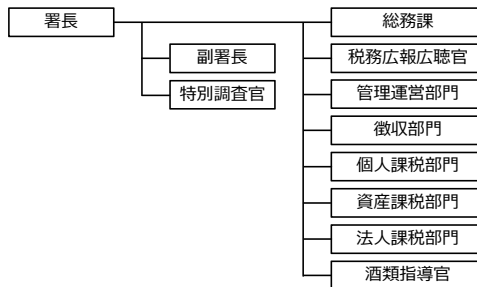 署長
副署長
特別調査官
総務課
税務広報広聴官
管理運営部門
徴収部門
個人課税部門
資産課税部門
法人課税部門
酒類指導官